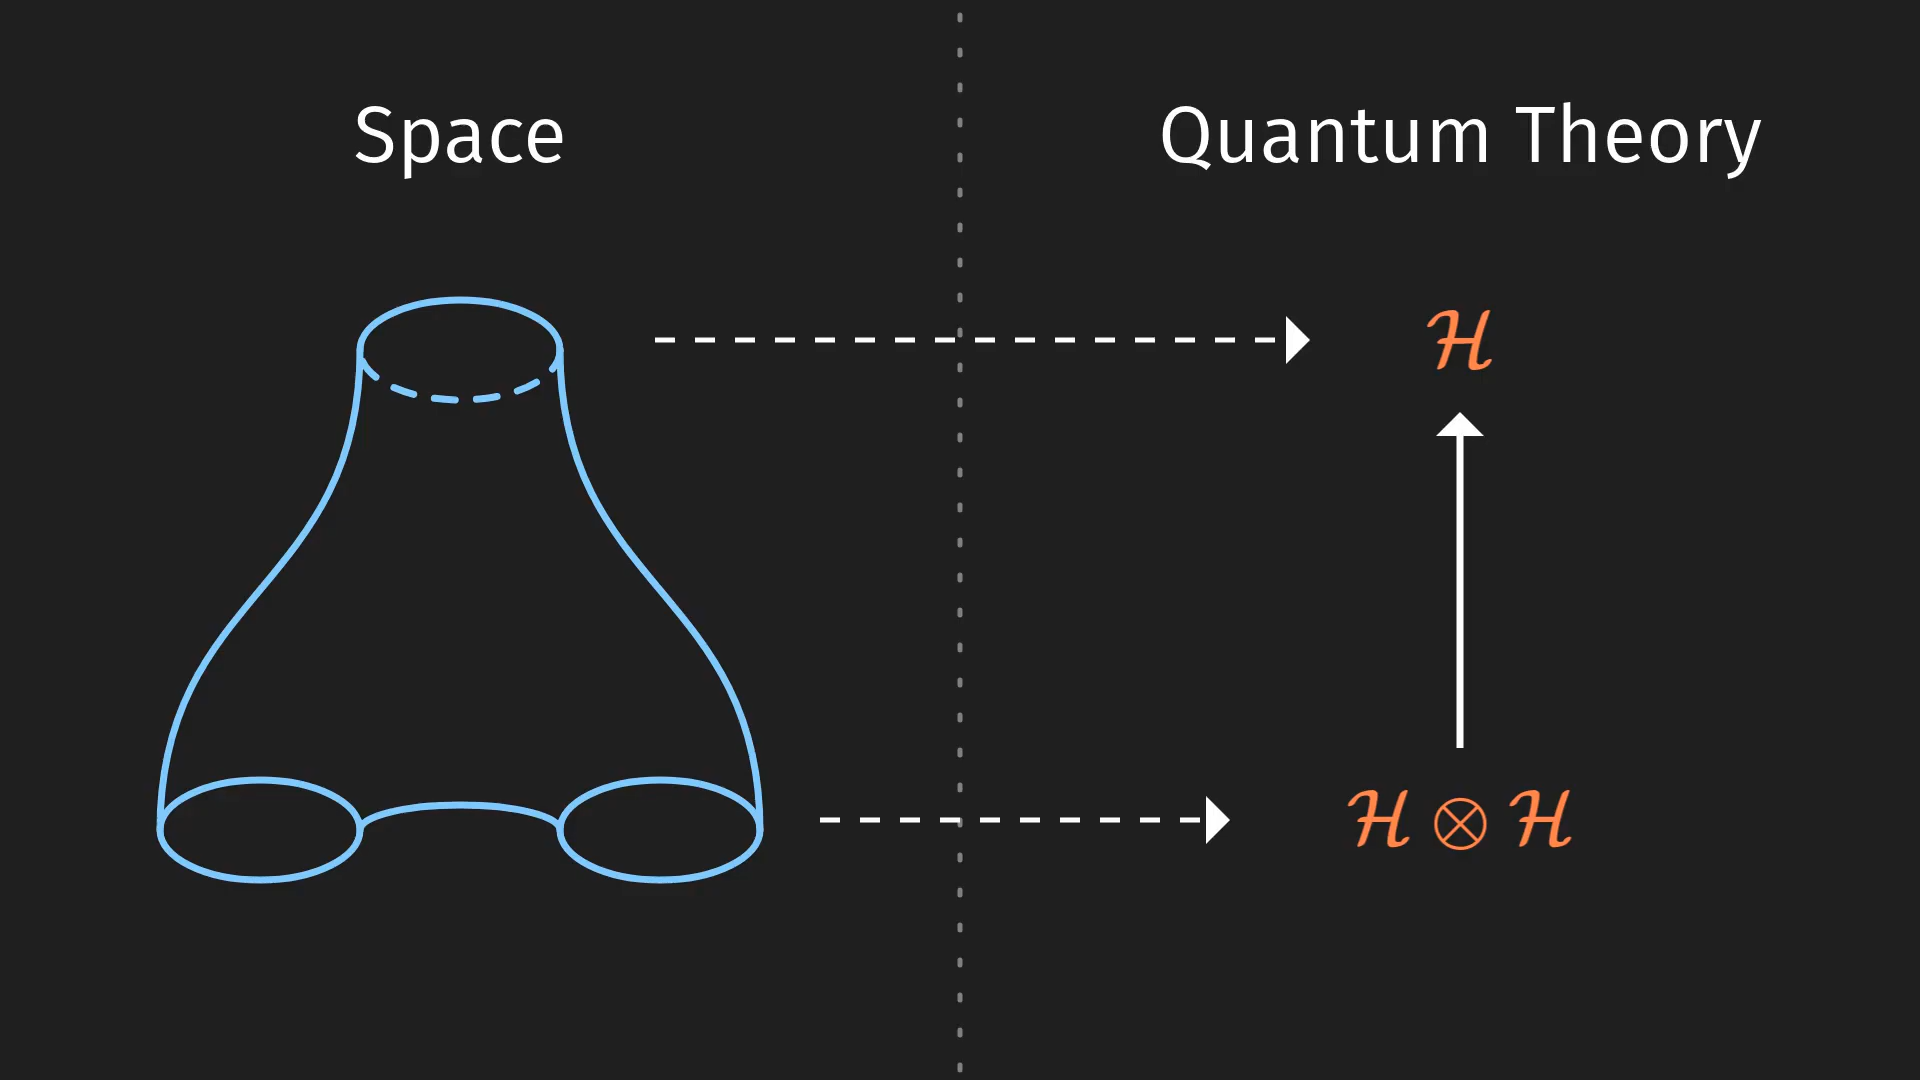 Space
Quantum Theory
ℋ
ℋ ⊗ ℋ